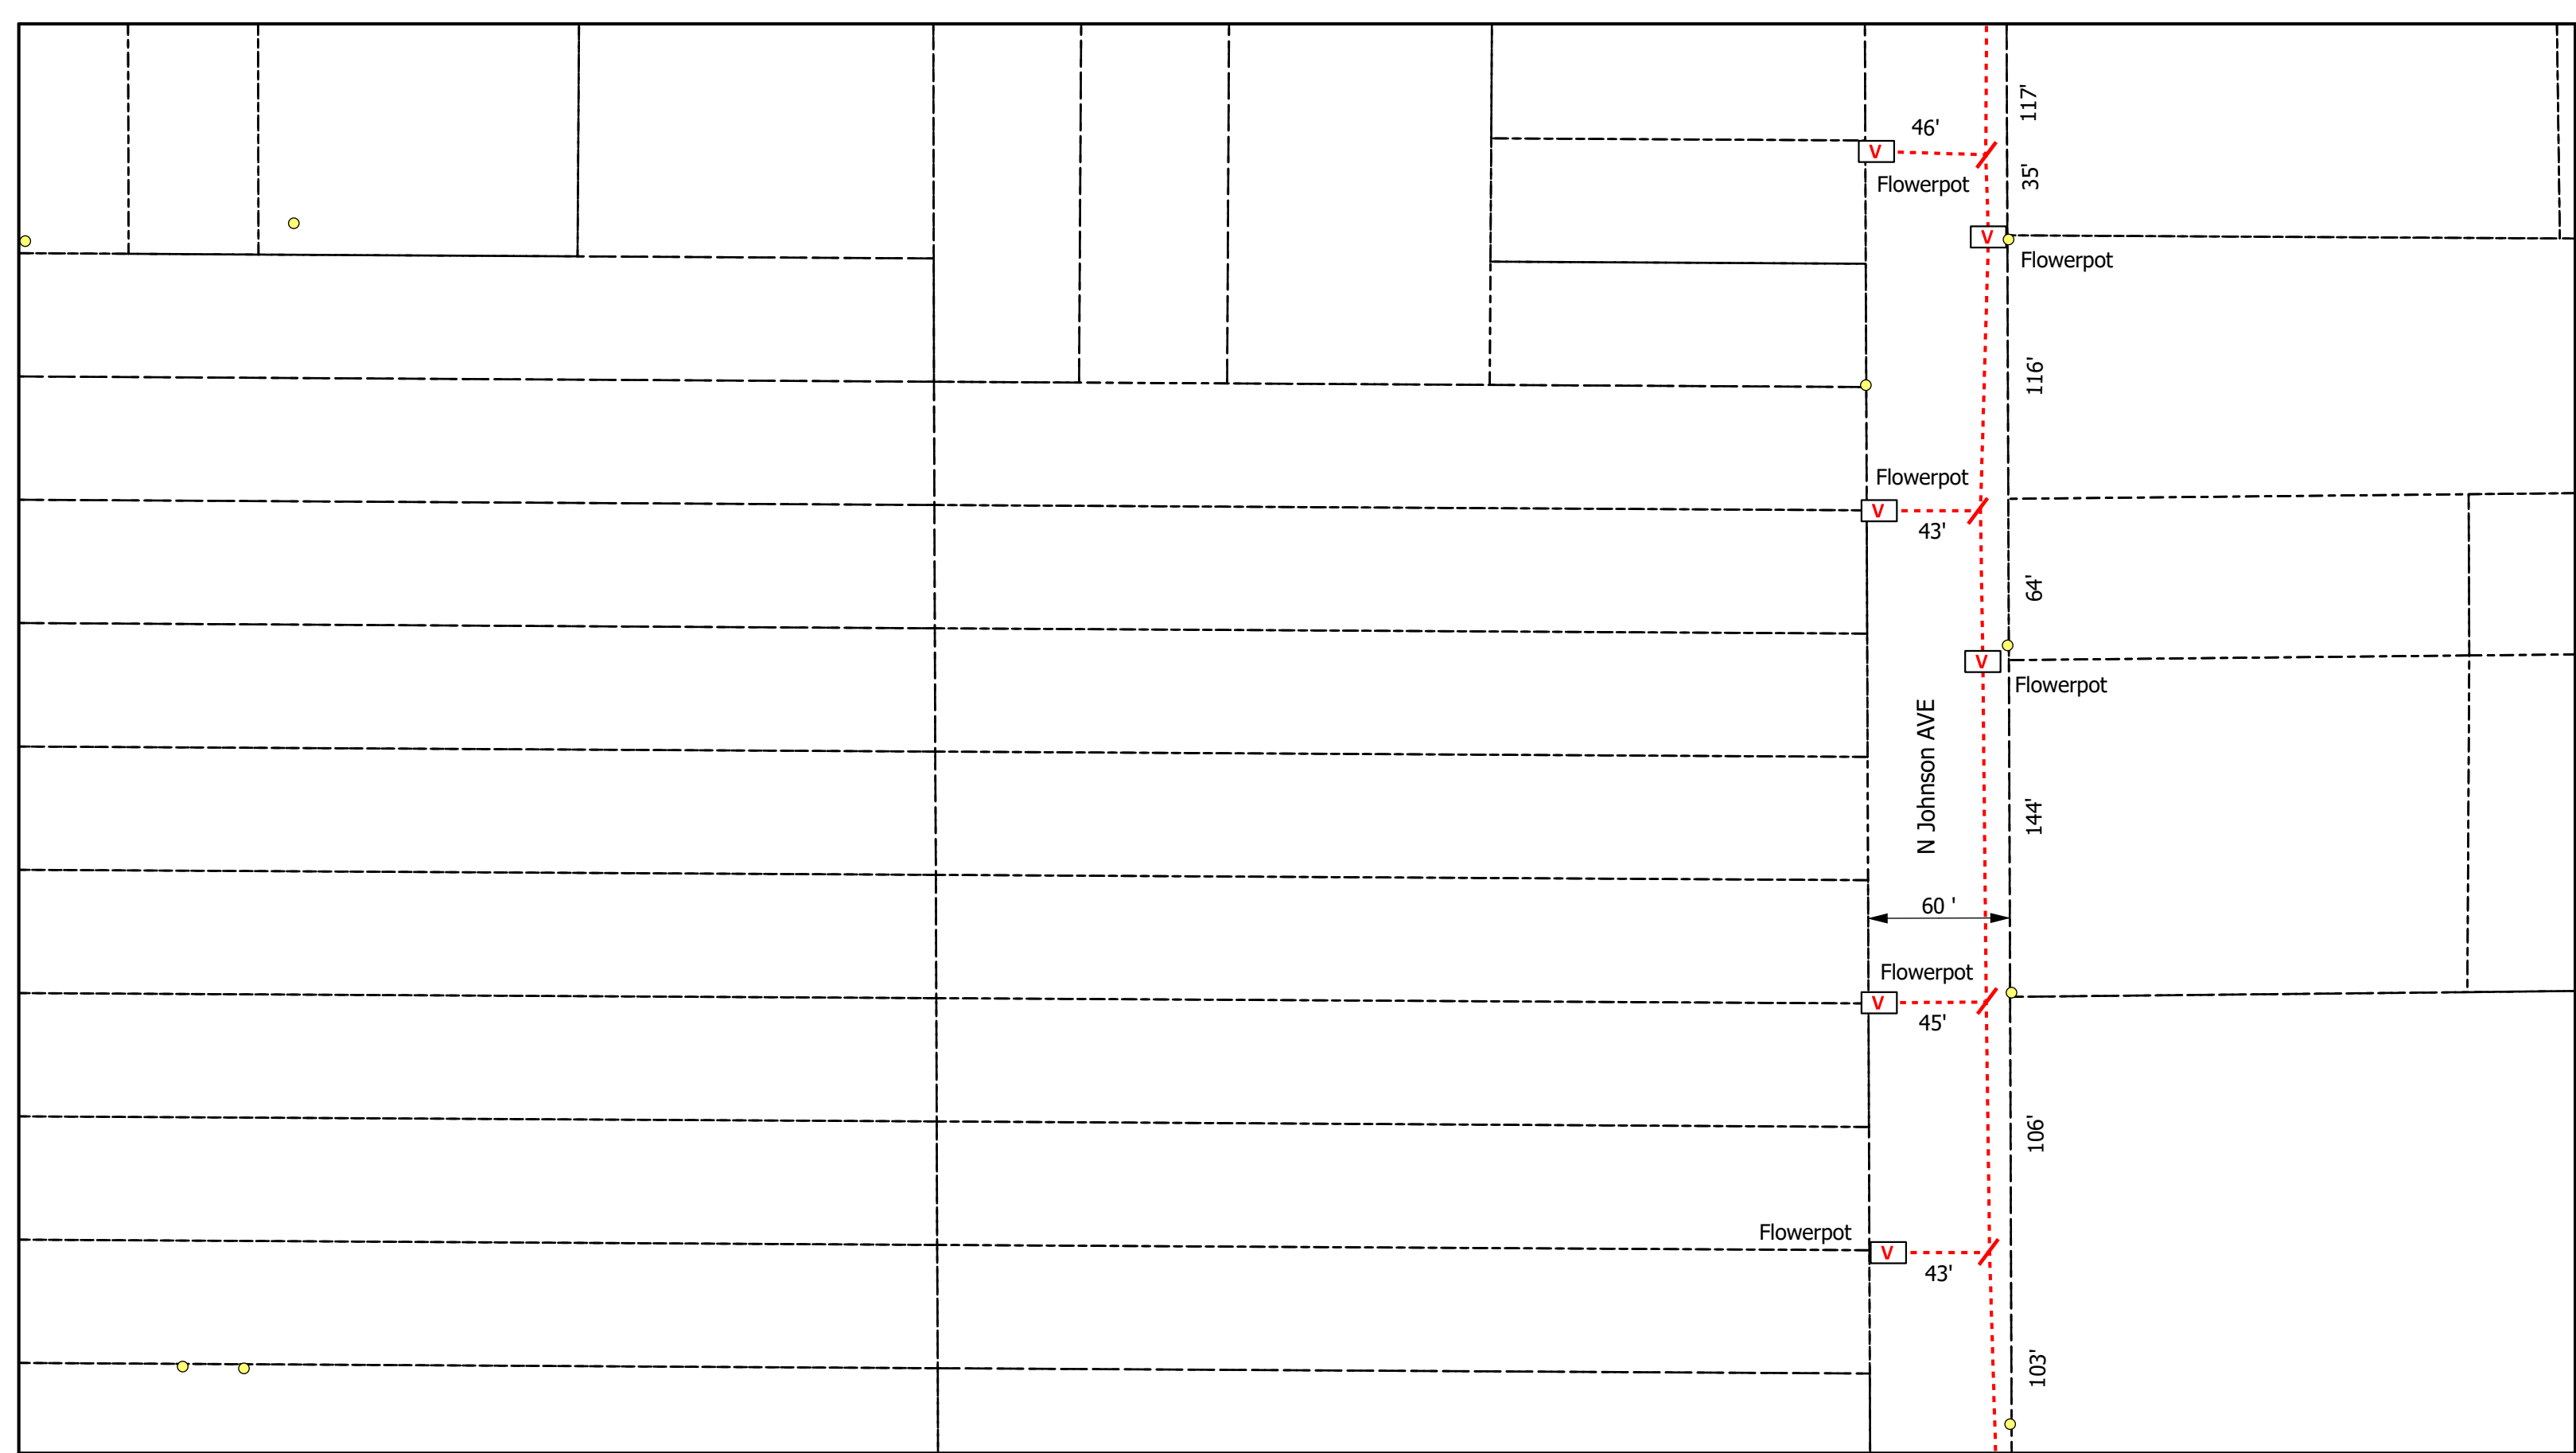 117'
46'
V
35'
Flowerpot
V
Flowerpot
116'
Flowerpot
V
43'
64'
V
Flowerpot
N Johnson AVE
144'
60 '
Flowerpot
V
45'
106'
Flowerpot
V
43'
103'